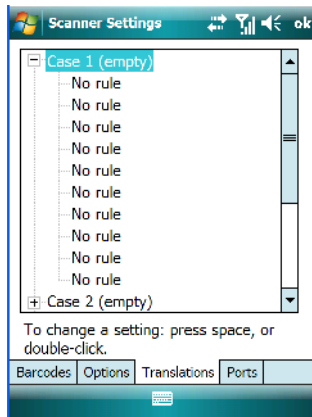 Scanner Settings ok
Case 1 (empty)
No rule
No rule
No rule
No rule
No rule
No rule
No rule
No rule
No rule
No rule
Case 2 (empty)
To change a setting: press space, or
double-click.
Barcodes Options Translations Ports